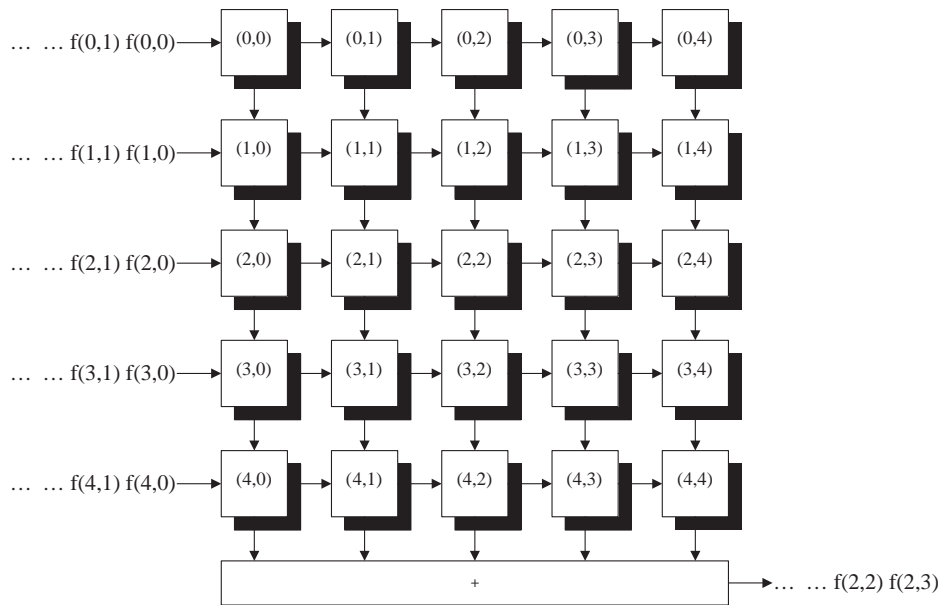 … … f(0,1) f(0,0) (0,0) (0,1) (0,2) (0,3) (0,4)
… … f(1,1) f(1,0) (1,0) (1,1) (1,2) (1,3) (1,4)
… … f(2,1) f(2,0) (2,0) (2,1) (2,2) (2,3) (2,4)
… … f(3,1) f(3,0) (3,0) (3,1) (3,2) (3,3) (3,4)
… … f(4,1) f(4,0) (4,0) (4,1) (4,2) (4,3) (4,4)
+ … … f(2,2) f(2,3)